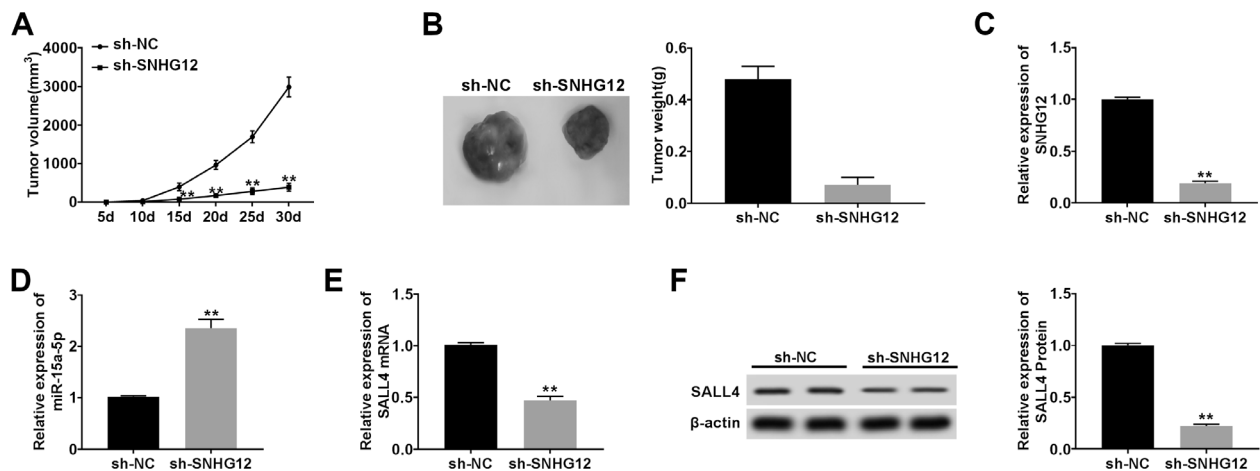 A
sh-NC
sh-SNHG12
Tumor volume(mm3)
4000
3000
2000
1000
0
5d 10d 15d 20d 25d 30d
** ** ** **
B
sh-NC sh-SNHG12
Tumor weight(g)
0.6
0.4
0.2
0.0
sh-NC sh-SNHG12
C
Relative expression of
SNHG12
1.5
1.0
0.5
0.0
**
sh-NC sh-SNHG12
D
Relative expression of
miR-15a-5p
3
2
1
0
**
sh-NC sh-SNHG12
E
Relative expression of
SALL4 mRNA
1.5
1.0
0.5
0.0
**
sh-NC sh-SNHG12
F
sh-NC sh-SNHG12
SALL4
β-actin
Relative expression of
SALL4 Protein
1.5
1.0
0.5
0.0
**
sh-NC sh-SNHG12